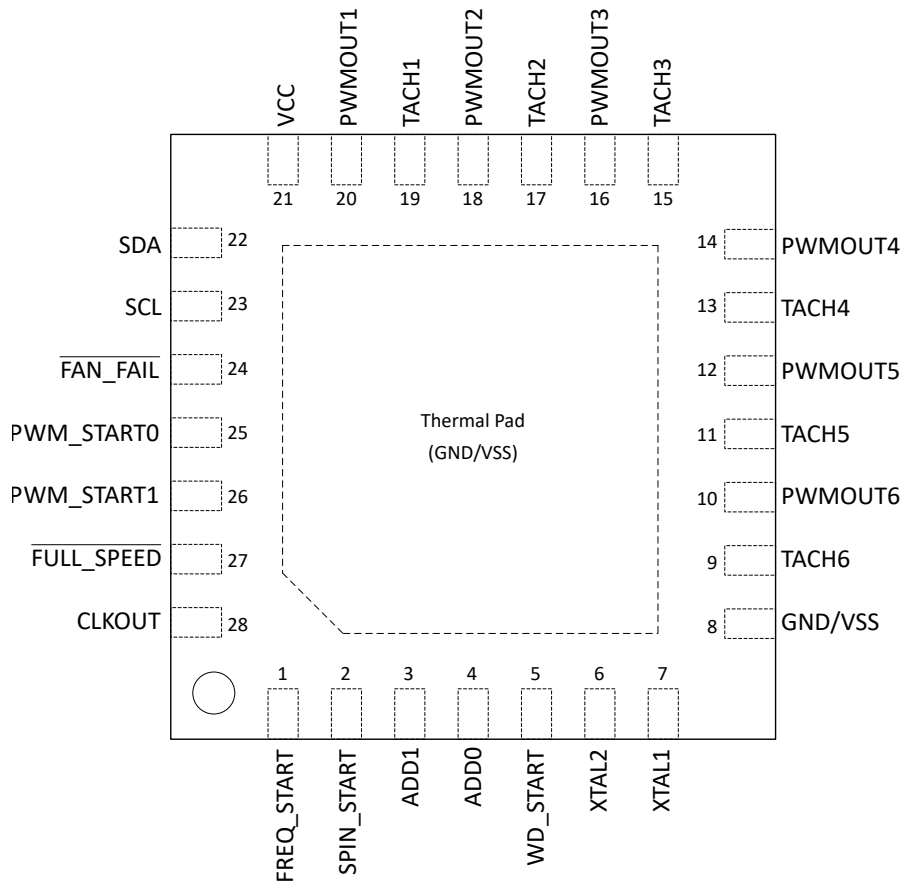 VCC
PWMOUT1
TACH1
PWMOUT2
TACH2
PWMOUT3
TACH3
21
20
19
18
17
16
15
SDA
22
SCL
23
FAN_FAIL
24
PWM_START0
25
PWM_START1
26
FULL_SPEED
27
CLKOUT
28
Thermal Pad
(GND/VSS)
14
PWMOUT4
13
TACH4
12
PWMOUT5
11
TACH5
10
PWMOUT6
9
TACH6
8
GND/VSS
1
2
3
4
5
6
7
FREQ_START
SPIN_START
ADD1
ADD0
WD_START
XTAL2
XTAL1